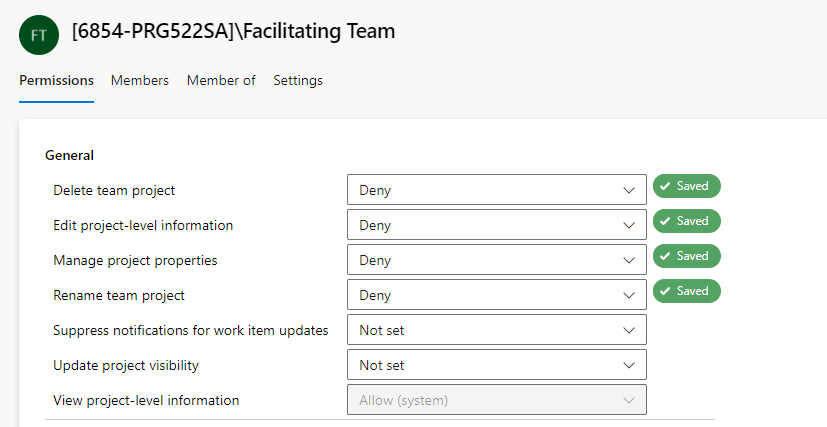 FT [6854-PRG522SA]\Facilitating Team
Permissions Members Member of Settings
General
Delete team project Deny Saved
Edit project-level information Deny Saved
Manage project properties Deny Saved
Rename team project Deny Saved
Suppress notifications for work item updates Not set
Update project visibility Not set
View project-level information Allow (system)